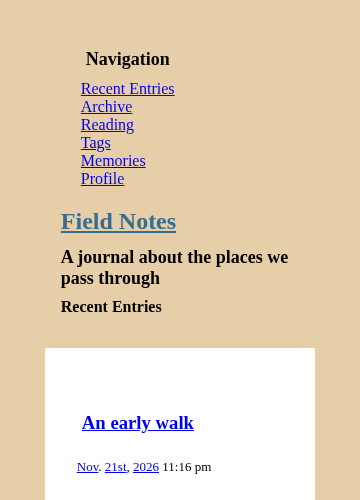 Navigation
Recent Entries
Archive
Reading
Tags
Memories
Profile
Field Notes
A journal about the places we
pass through
Recent Entries
An early walk
Nov. 21st, 2026 11:16 pm